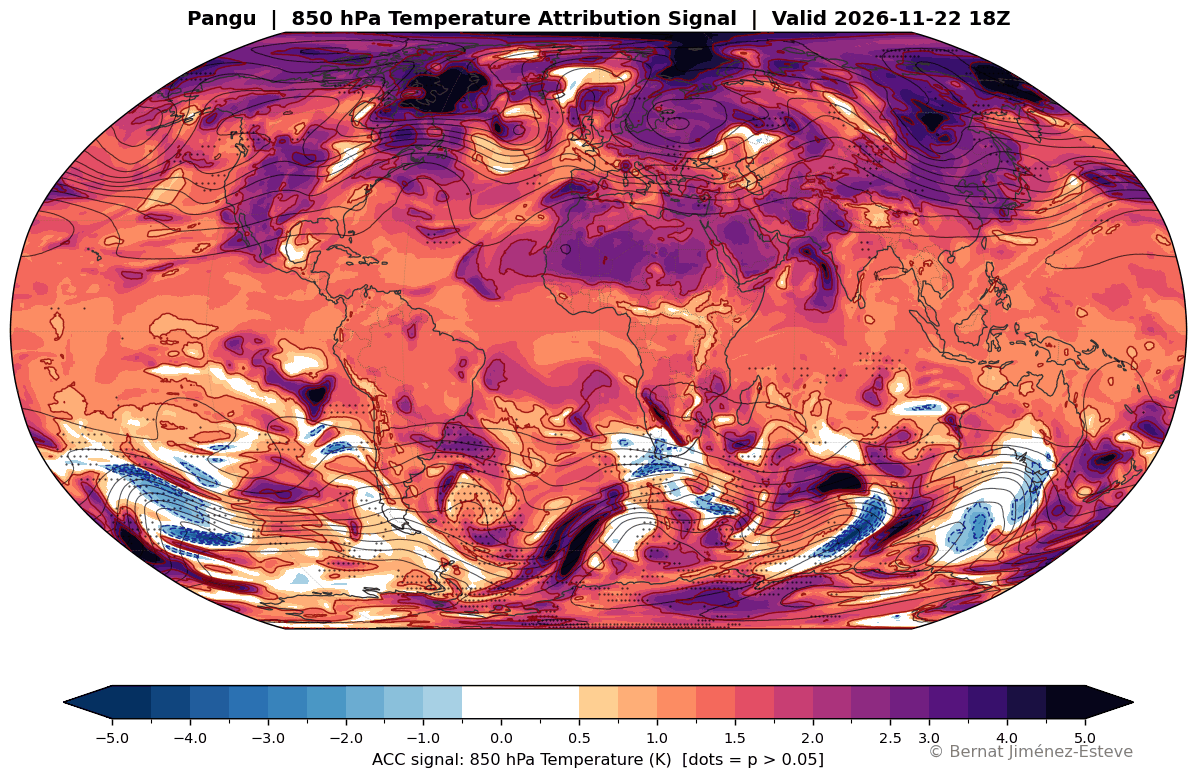 Pangu | 850 hPa Temperature Attribution Signal | Valid 2026-11-22 18Z
−5.0 −4.0 −3.0 −2.0 −1.0 0.0 0.5 1.0 1.5 2.0 2.5 3.0 4.0 5.0
ACC signal: 850 hPa Temperature (K) [dots = p > 0.05]
© Bernat Jiménez-Esteve